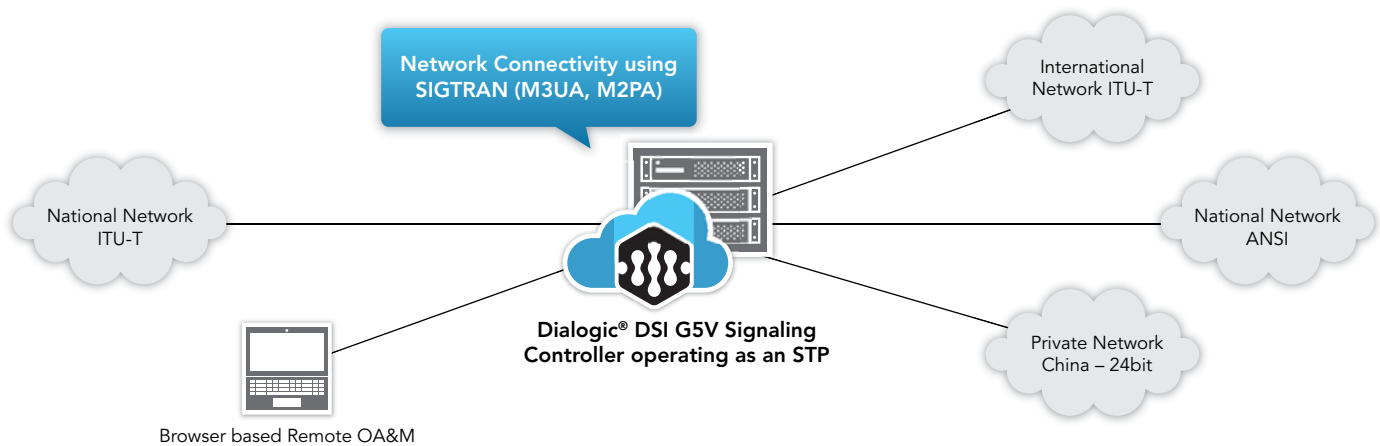 Network Connectivity using
SIGTRAN (M3UA, M2PA)
International
Network ITU-T
National Network
ITU-T
National Network
ANSI
Dialogic® DSI G5V Signaling
Controller operating as an STP
Private Network
China – 24bit
Browser based Remote OA&M